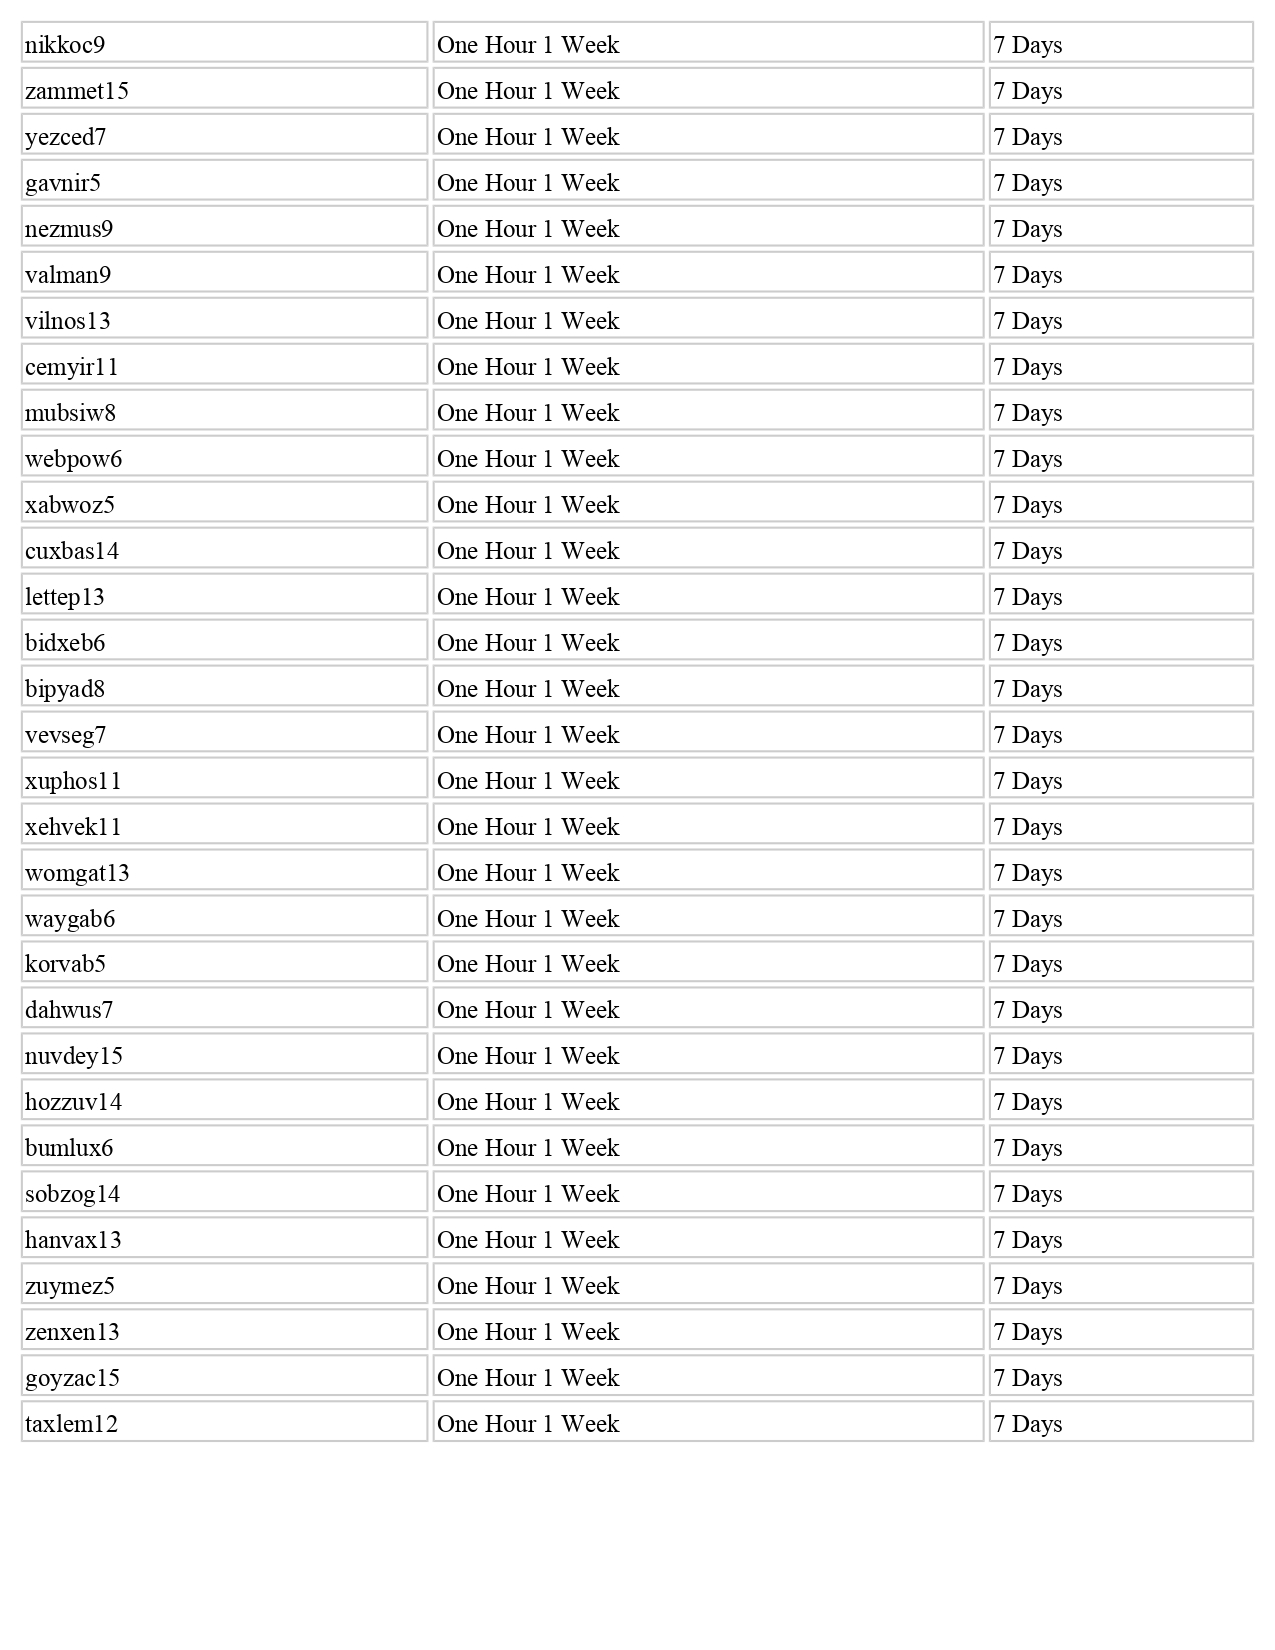 nikkoc9 One Hour 1 Week 7 Days
zammet15 One Hour 1 Week 7 Days
yezced7 One Hour 1 Week 7 Days
gavnir5 One Hour 1 Week 7 Days
nezmus9 One Hour 1 Week 7 Days
valman9 One Hour 1 Week 7 Days
vilnos13 One Hour 1 Week 7 Days
cemyir11 One Hour 1 Week 7 Days
mubsiw8 One Hour 1 Week 7 Days
webpow6 One Hour 1 Week 7 Days
xabwoz5 One Hour 1 Week 7 Days
cuxbas14 One Hour 1 Week 7 Days
lettep13 One Hour 1 Week 7 Days
bidxeb6 One Hour 1 Week 7 Days
bipyad8 One Hour 1 Week 7 Days
vevseg7 One Hour 1 Week 7 Days
xuphos11 One Hour 1 Week 7 Days
xehvek11 One Hour 1 Week 7 Days
womgat13 One Hour 1 Week 7 Days
waygab6 One Hour 1 Week 7 Days
korvab5 One Hour 1 Week 7 Days
dahwus7 One Hour 1 Week 7 Days
nuvdey15 One Hour 1 Week 7 Days
hozzuv14 One Hour 1 Week 7 Days
bumlux6 One Hour 1 Week 7 Days
sobzog14 One Hour 1 Week 7 Days
hanvax13 One Hour 1 Week 7 Days
zuymez5 One Hour 1 Week 7 Days
zenxen13 One Hour 1 Week 7 Days
goyzac15 One Hour 1 Week 7 Days
taxlem12 One Hour 1 Week 7 Days